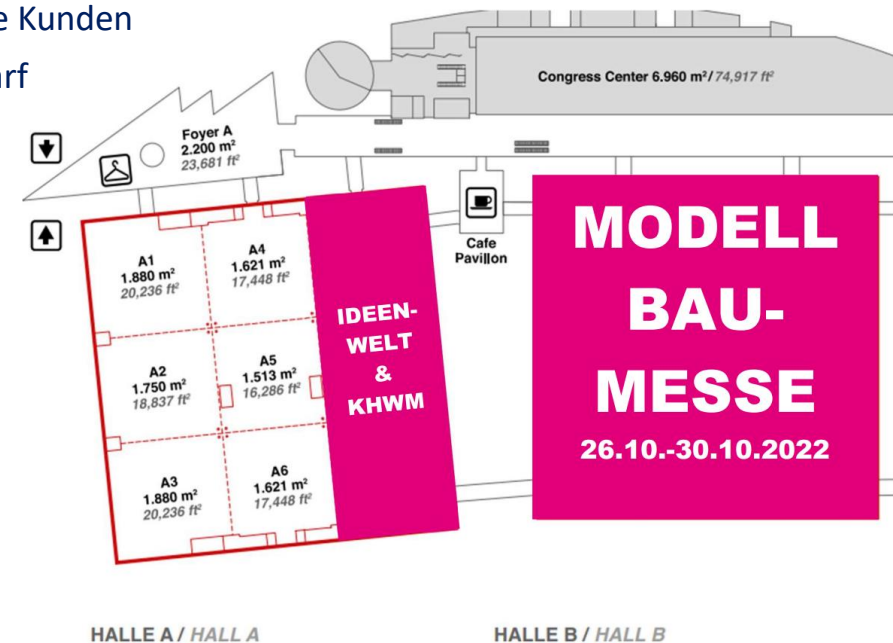 e Kunden
arf
Congress Center 6.960 m²/74,917 ft²
Foyer A
2.200 m²
23,681 ft²
Cafe
Pavillon
A1
1.880 m²
20,236 ft²
A4
1.621 m²
17,448 ft²
A2
1.750 m²
18,837 ft²
A5
1.513 m²
16,286 ft²
A3
1.880 m²
20,236 ft²
A6
1.621 m²
17,448 ft²
IDEEN-
WELT
&
KHWM
MODELL
BAU-
MESSE
26.10.-30.10.2022
HALLE A / HALL A
HALLE B / HALL B